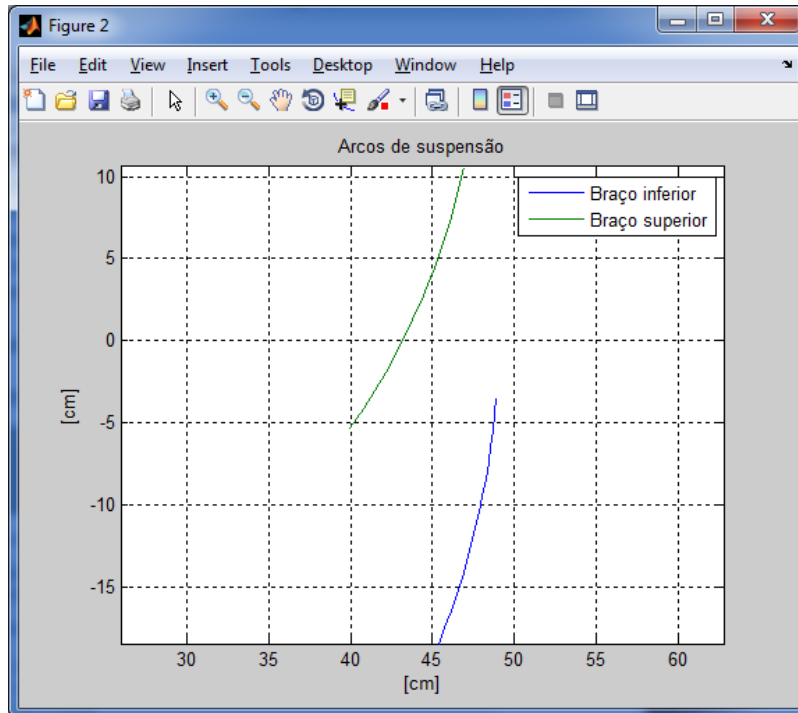 Figure 2
File Edit View Insert Tools Desktop Window Help
Arcos de suspensão
Braço inferior
Braço superior
10
5
0
-5
-10
-15
[cm]
30 35 40 45 50 55 60
[cm]